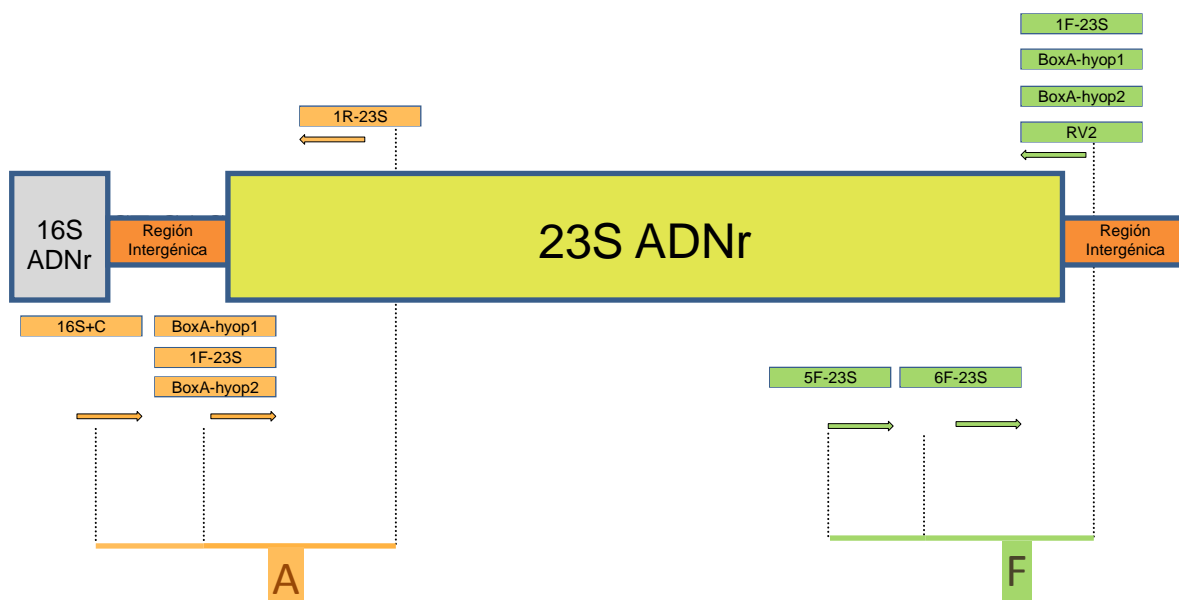 1F-23S
BoxA-hyop1
BoxA-hyop2
RV2
1R-23S
16S
ADNr
Región
Intergénica
23S ADNr
Región
Intergénica
16S+C
BoxA-hyop1
1F-23S
BoxA-hyop2
5F-23S
6F-23S
A
F